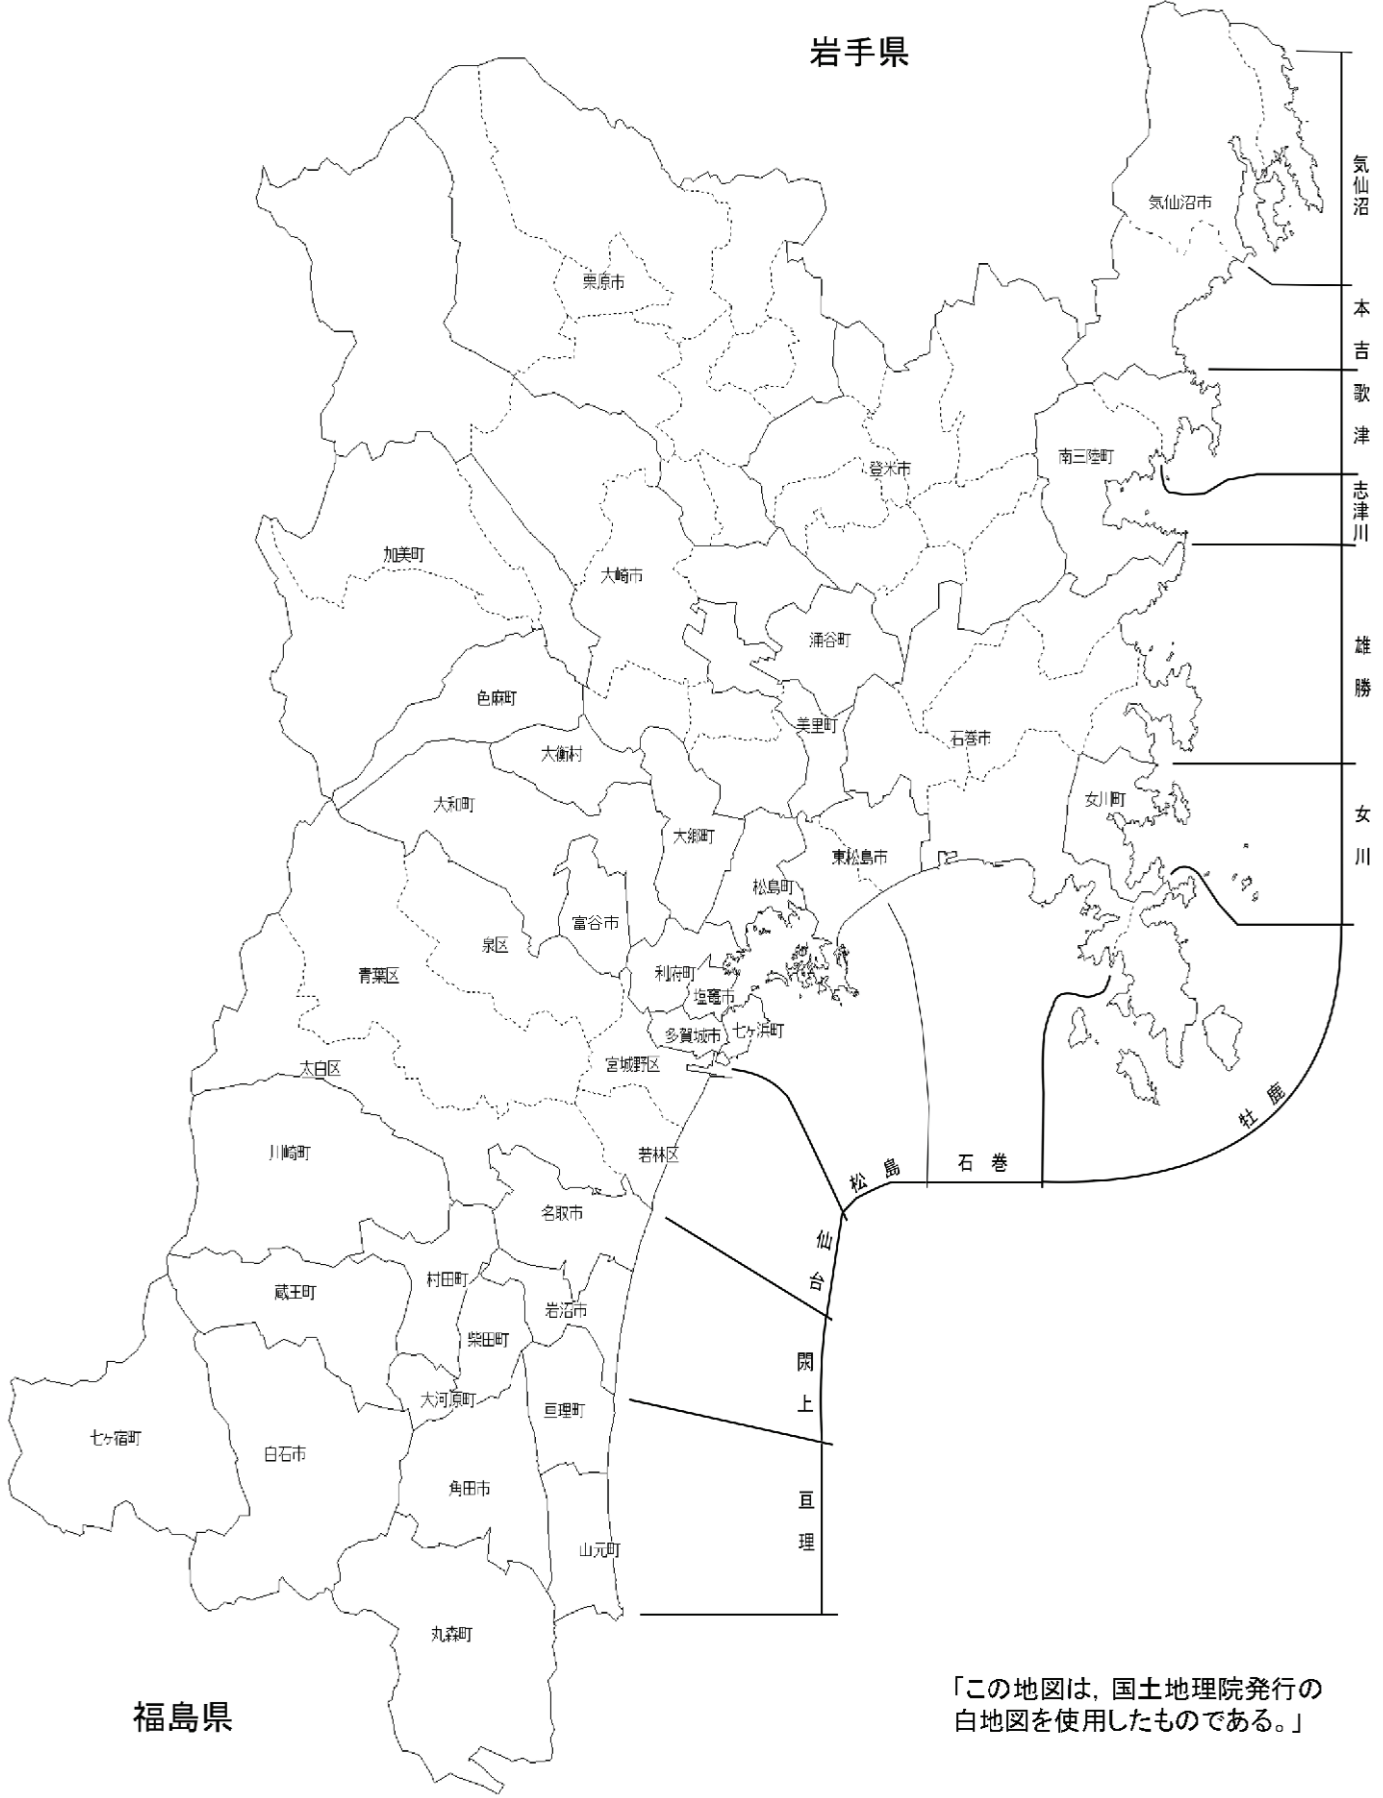 岩手県
気仙沼
気仙沼市
栗原市
本吉
歌津
登米市
南三陸町
志津川
加美町
大崎市
涌谷町
雄勝
色麻町
美里町
石巻市
大衡村
大和町
女川町
女川
大郷町
東松島市
松島町
富谷市
泉区
青葉区
利府町
塩竈市
多賀城市
七ヶ浜町
宮城野区
太白区
牡鹿
川崎町
若林区
松島
石巻
名取市
仙台
村田町
蔵王町
岩沼市
柴田町
閖上
大河原町
亘理町
七ヶ宿町
白石市
角田市
亘理
山元町
丸森町
福島県
「この地図は，国土地理院発行の
白地図を使用したものである。」